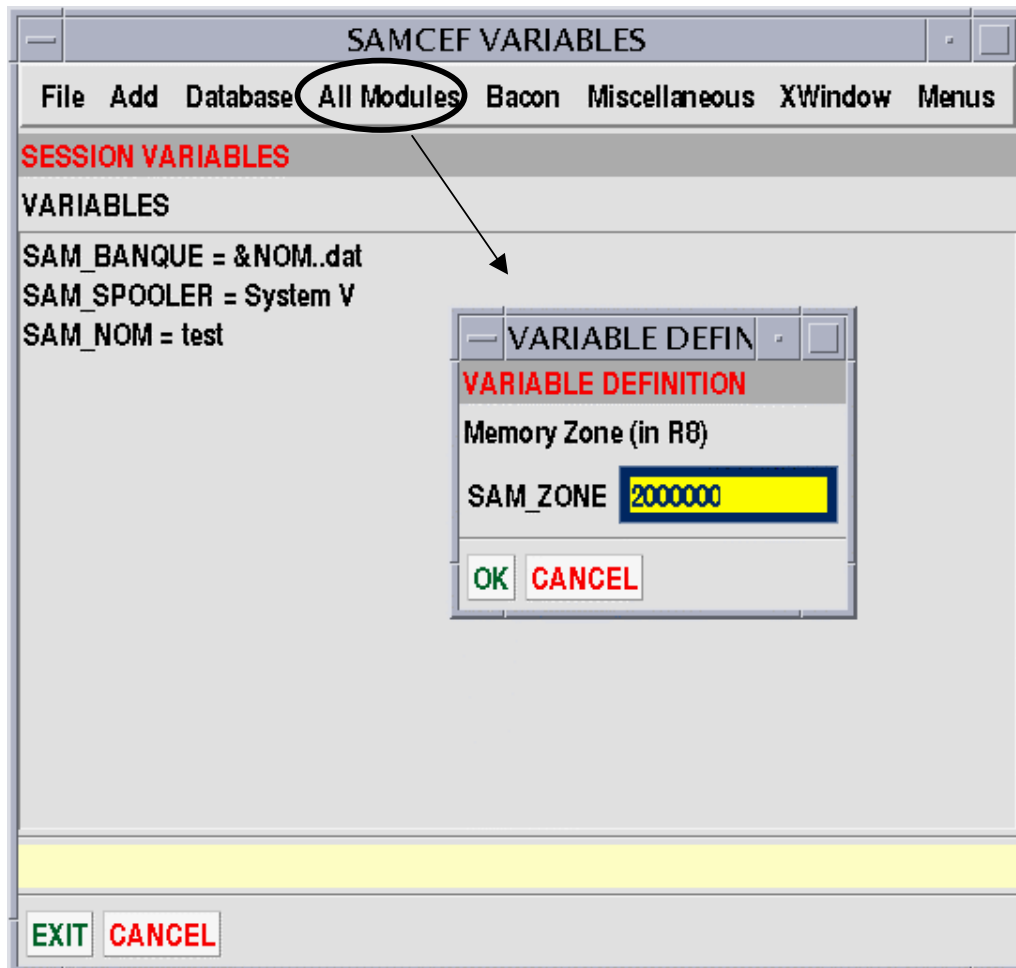 SAMCEF VARIABLES
File Add Database All Modules Bacon Miscellaneous XWindow Menus
SESSION VARIABLES
VARIABLES
SAM_BANQUE = &NOM..dat
SAM_SPOOLER = System V
SAM_NOM = test
VARIABLE DEFIN
VARIABLE DEFINITION
Memory Zone (in R8)
SAM_ZONE 2000000
OK CANCEL
EXIT CANCEL